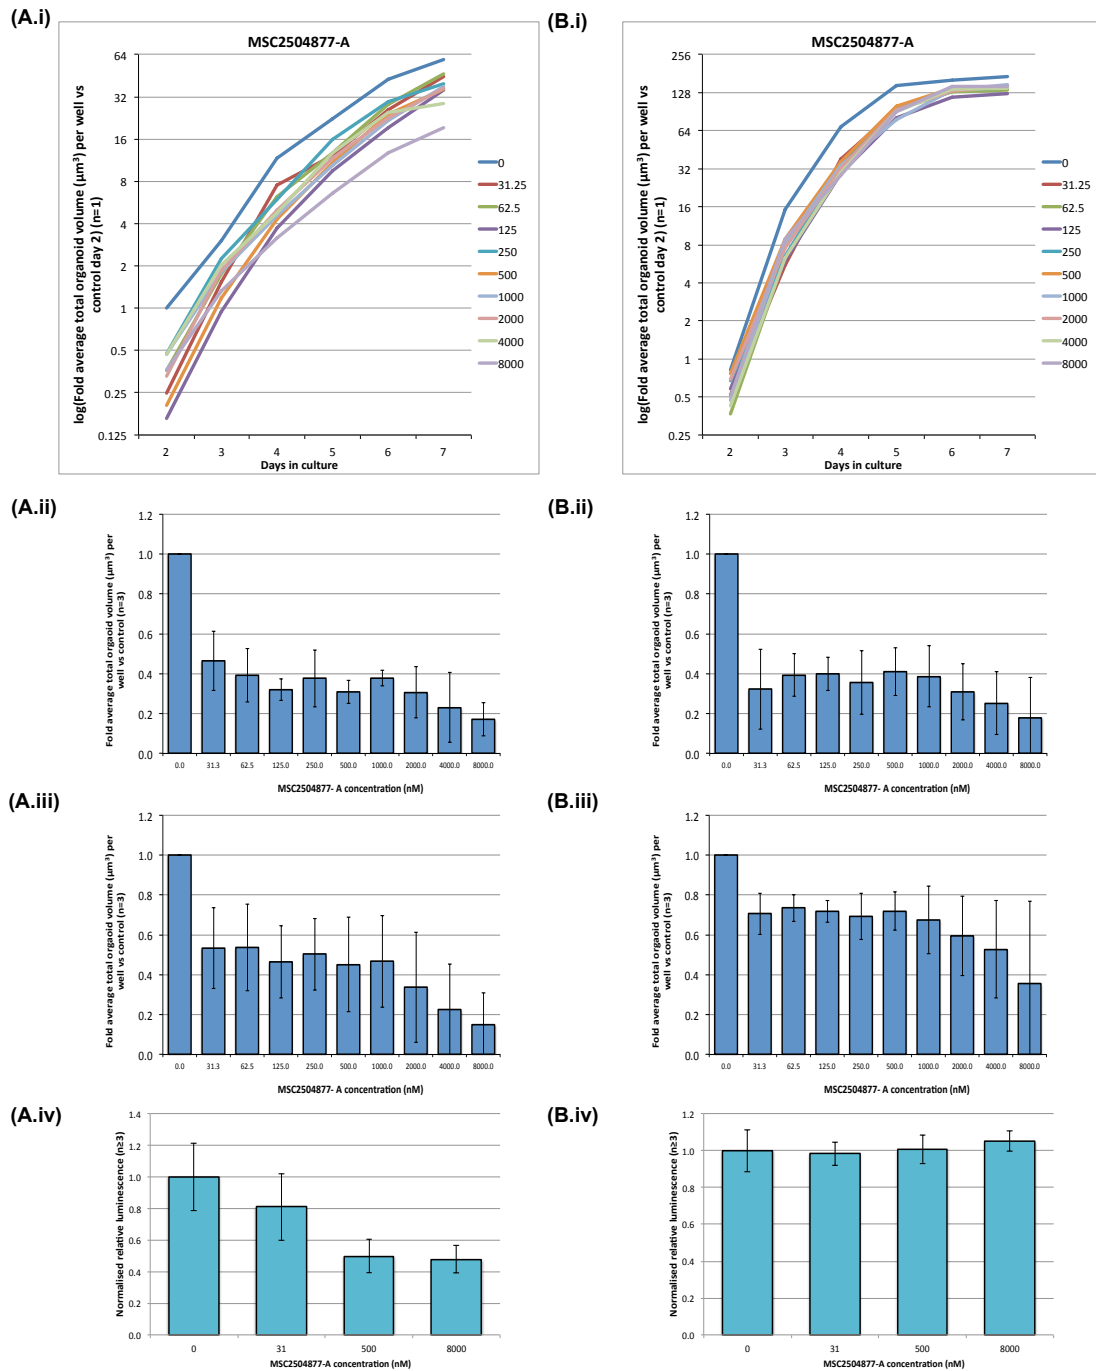 (A.i)
MSC2504877-A
log(Fold average total organoid volume (µm³) per well vs
control day 2) (n=1)
64
32
16
8
4
2
1
0.5
0.25
0.125
2 3 4 5 6 7
Days in culture
0
31.25
62.5
125
250
500
1000
2000
4000
8000
(B.i)
MSC2504877-A
log(Fold average total organoid volume (µm³) per well vs
control day 2) (n=1)
256
128
64
32
16
8
4
2
1
0.5
0.25
2 3 4 5 6 7
Days in culture
0
31.25
62.5
125
250
500
1000
2000
4000
8000
(A.ii)
Fold average total orgaoid volume (µm³) per
well vs control (n=3)
1.2
1.0
0.8
0.6
0.4
0.2
0.0
0.0 31.3 62.5 125.0 250.0 500.0 1000.0 2000.0 4000.0 8000.0
MSC2504877- A concentration (nM)
(B.ii)
Fold average total orgaoid volume (µm³) per
well vs control (n=3)
1.2
1.0
0.8
0.6
0.4
0.2
0.0
0.0 31.3 62.5 125.0 250.0 500.0 1000.0 2000.0 4000.0 8000.0
MSC2504877- A concentration (nM)
(A.iii)
Fold average total orgaoid volume (µm³) per
well vs control (n=3)
1.2
1.0
0.8
0.6
0.4
0.2
0.0
0.0 31.3 62.5 125.0 250.0 500.0 1000.0 2000.0 4000.0 8000.0
MSC2504877- A concentration (nM)
(B.iii)
Fold average total orgaoid volume (µm³) per
well vs control (n=3)
1.2
1.0
0.8
0.6
0.4
0.2
0.0
0.0 31.3 62.5 125.0 250.0 500.0 1000.0 2000.0 4000.0 8000.0
MSC2504877- A concentration (nM)
(A.iv)
Normalised relative luminescence (n≥3)
1.4
1.2
1.0
0.8
0.6
0.4
0.2
0.0
0 31 500 8000
MSC2504877-A concentration (nM)
(B.iv)
Normalised relative luminescence (n≥3)
1.2
1.0
0.8
0.6
0.4
0.2
0.0
0 31 500 8000
MSC2504877-A concentration (nM)